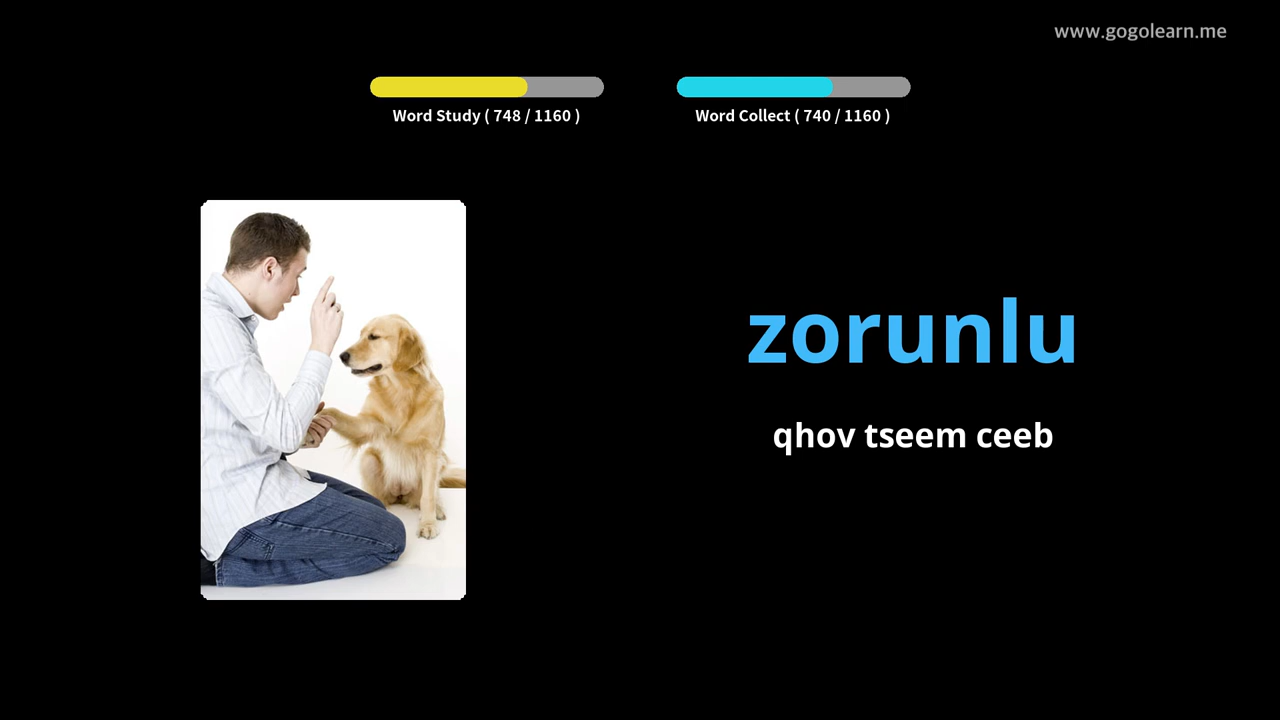 www.gogolearn.me
Word Study ( 748 / 1160 )
Word Collect ( 740 / 1160 )
zorunlu
qhov tseem ceeb